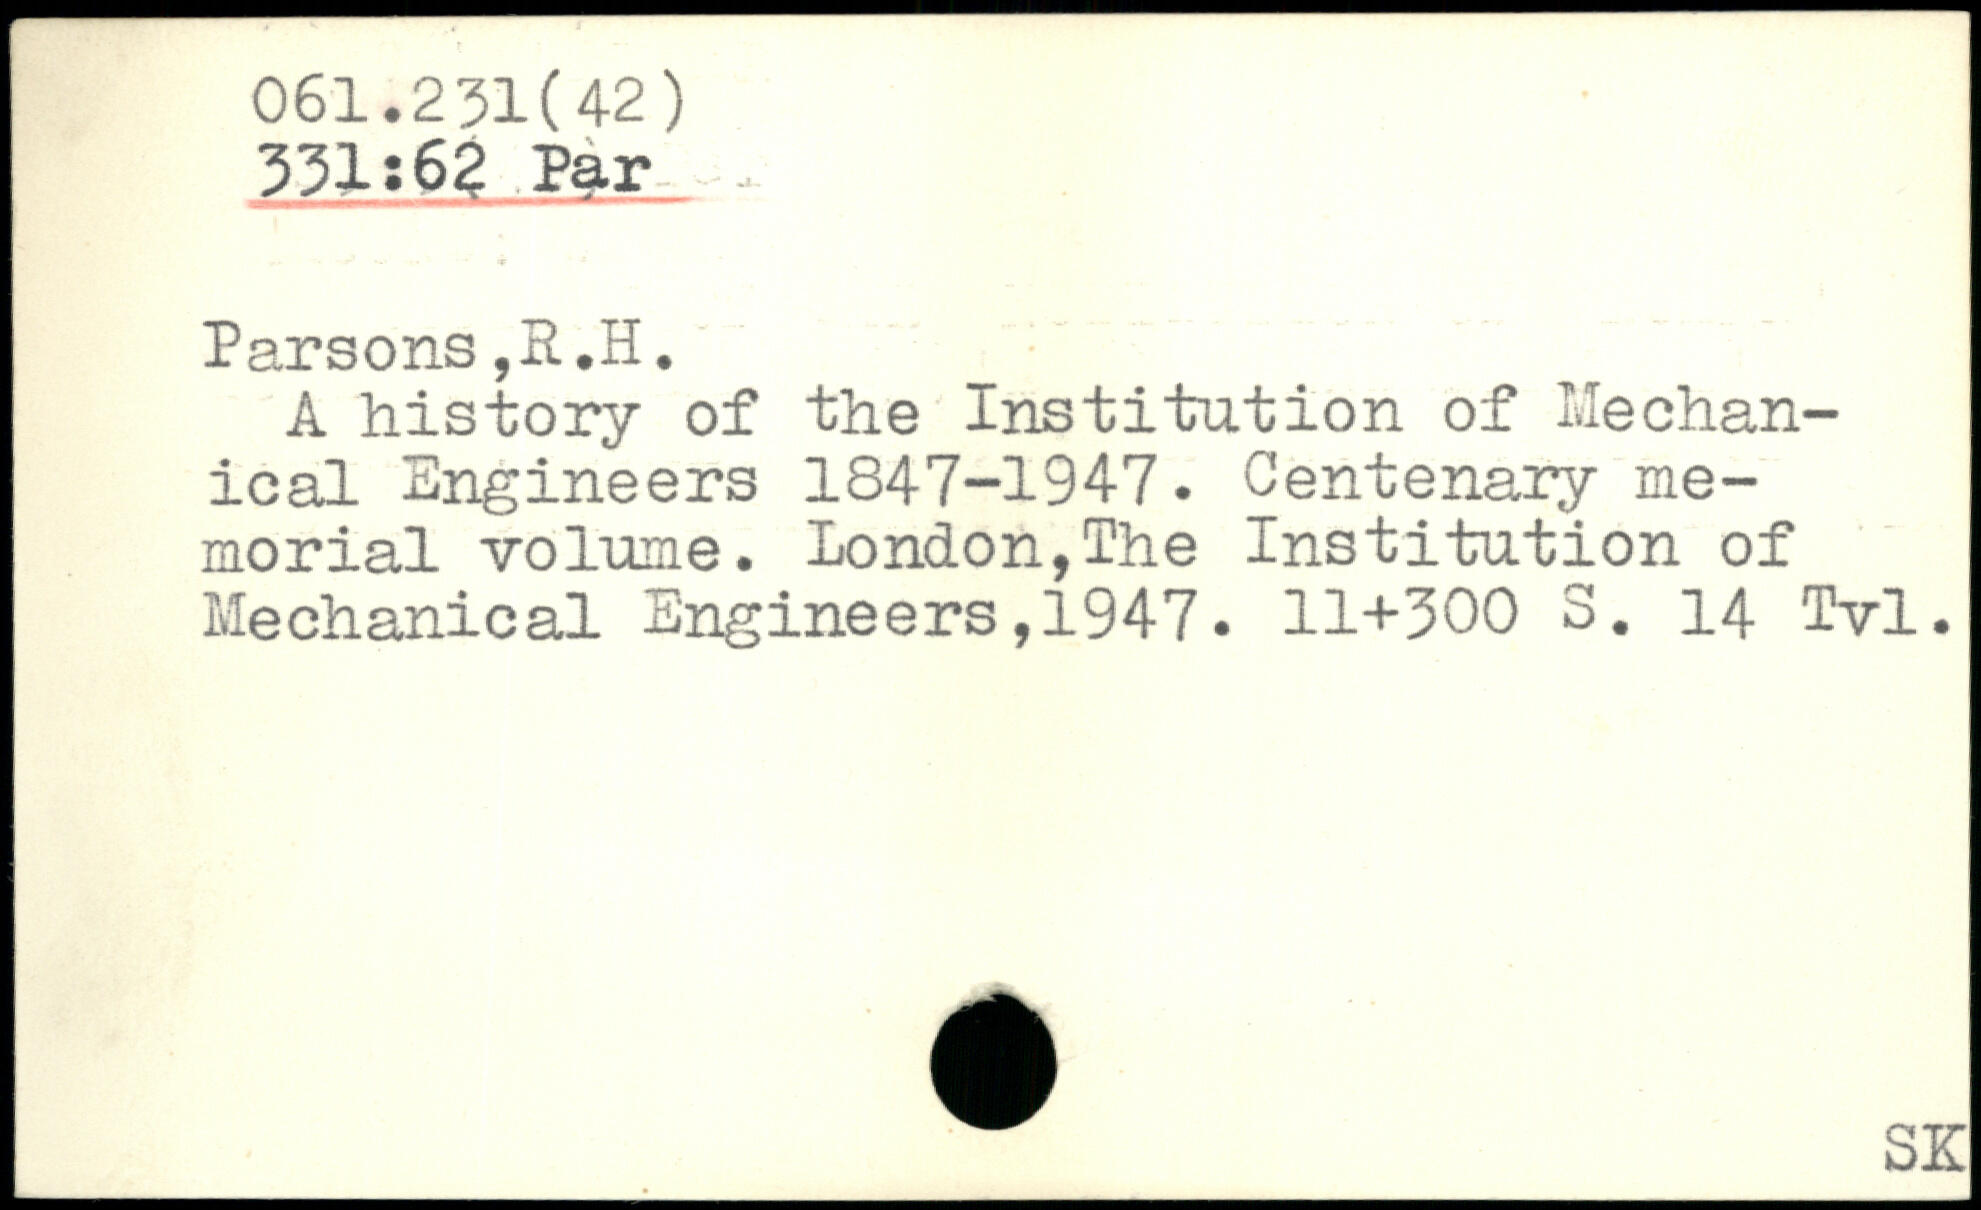 061.231(42)
331:62 Par
Parsons,R.H.
A history of the Institution of Mechan-
ical Engineers 1847-1947. Centenary me-
morial volume. London,The Institution of
Mechanical Engineers,1947. 11+300 S. 14 Tvl.
SK